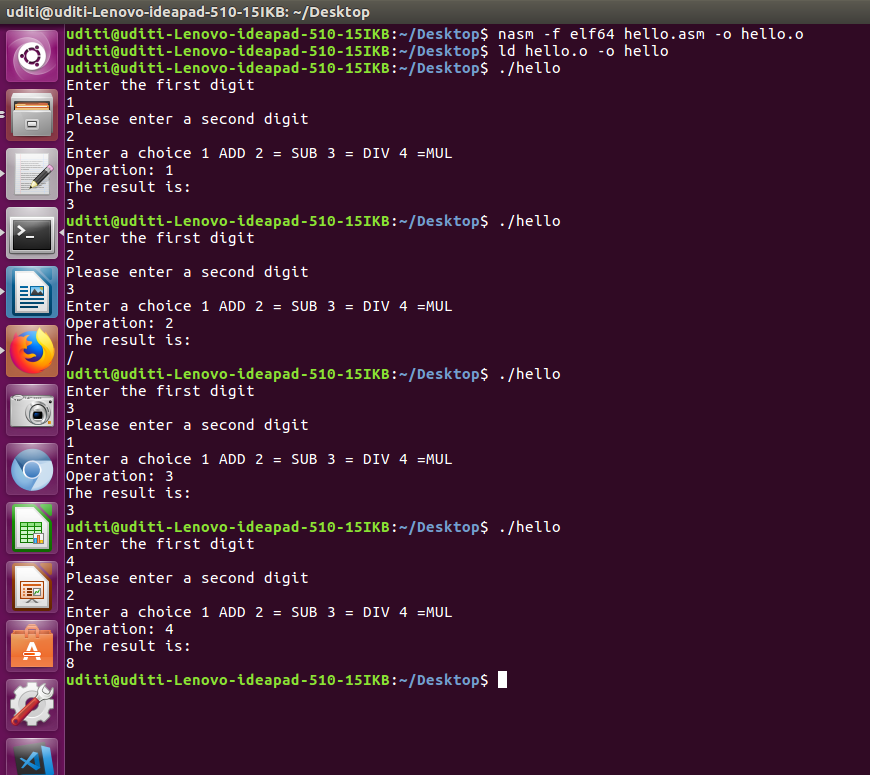 uditi@uditi-Lenovo-ideapad-510-15IKB: ~/Desktop
uditi@uditi-Lenovo-ideapad-510-15IKB:~/Desktop$ nasm -f elf64 hello.asm -o hello.o
uditi@uditi-Lenovo-ideapad-510-15IKB:~/Desktop$ ld hello.o -o hello
uditi@uditi-Lenovo-ideapad-510-15IKB:~/Desktop$ ./hello
Enter the first digit
1
Please enter a second digit
2
Enter a choice 1 ADD 2 = SUB 3 = DIV 4 =MUL
Operation: 1
The result is:
3
uditi@uditi-Lenovo-ideapad-510-15IKB:~/Desktop$ ./hello
Enter the first digit
2
Please enter a second digit
3
Enter a choice 1 ADD 2 = SUB 3 = DIV 4 =MUL
Operation: 2
The result is:
/
uditi@uditi-Lenovo-ideapad-510-15IKB:~/Desktop$ ./hello
Enter the first digit
3
Please enter a second digit
1
Enter a choice 1 ADD 2 = SUB 3 = DIV 4 =MUL
Operation: 3
The result is:
3
uditi@uditi-Lenovo-ideapad-510-15IKB:~/Desktop$ ./hello
Enter the first digit
4
Please enter a second digit
2
Enter a choice 1 ADD 2 = SUB 3 = DIV 4 =MUL
Operation: 4
The result is:
8
uditi@uditi-Lenovo-ideapad-510-15IKB:~/Desktop$